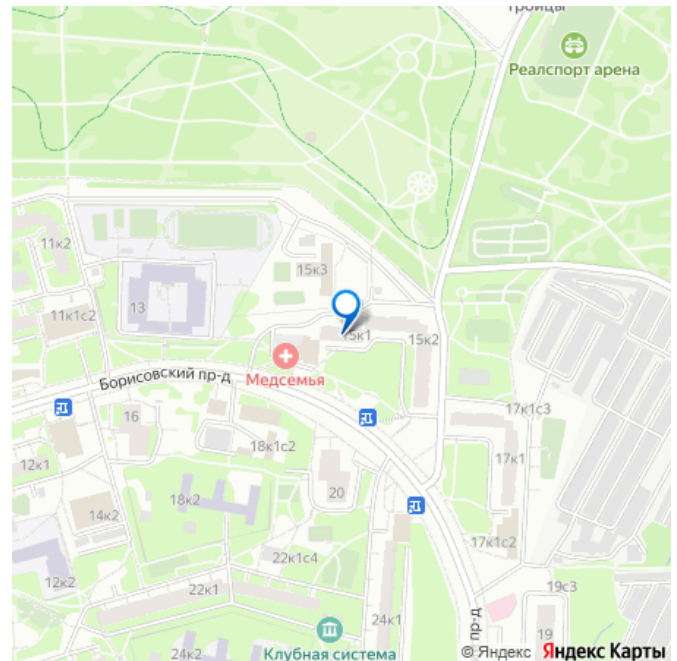 Троицы
Реалспорт арена
11к2
15к3
13
11к1с2
15к1
15к2
Медсемья
Борисовский пр-д
17к1с3
16
18к1с2
17к1
12к1
18к2
20
14к2
17к1с2
22к1с4
12к2
22к1
19с3
24к1
19
пр-д
24к2
Клубная система
© Яндекс Яндекс Карты